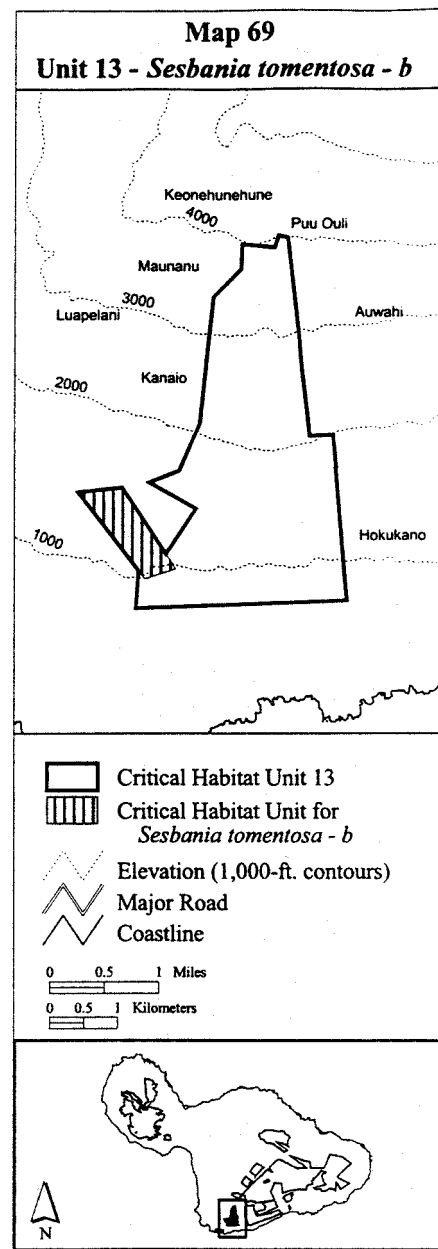 Map 69
Unit 13 - Sesbania tomentosa - b
Keonehunehune
4000
Puu Ouli
Maunanu
3000
Luapelani
Auwahi
Kanaio
2000
1000
Hokukano
Critical Habitat Unit 13
Critical Habitat Unit for
Sesbania tomentosa - b
Elevation (1,000-ft. contours)
Major Road
Coastline
0 0.5 1 Miles
0 0.5 1 Kilometers
N